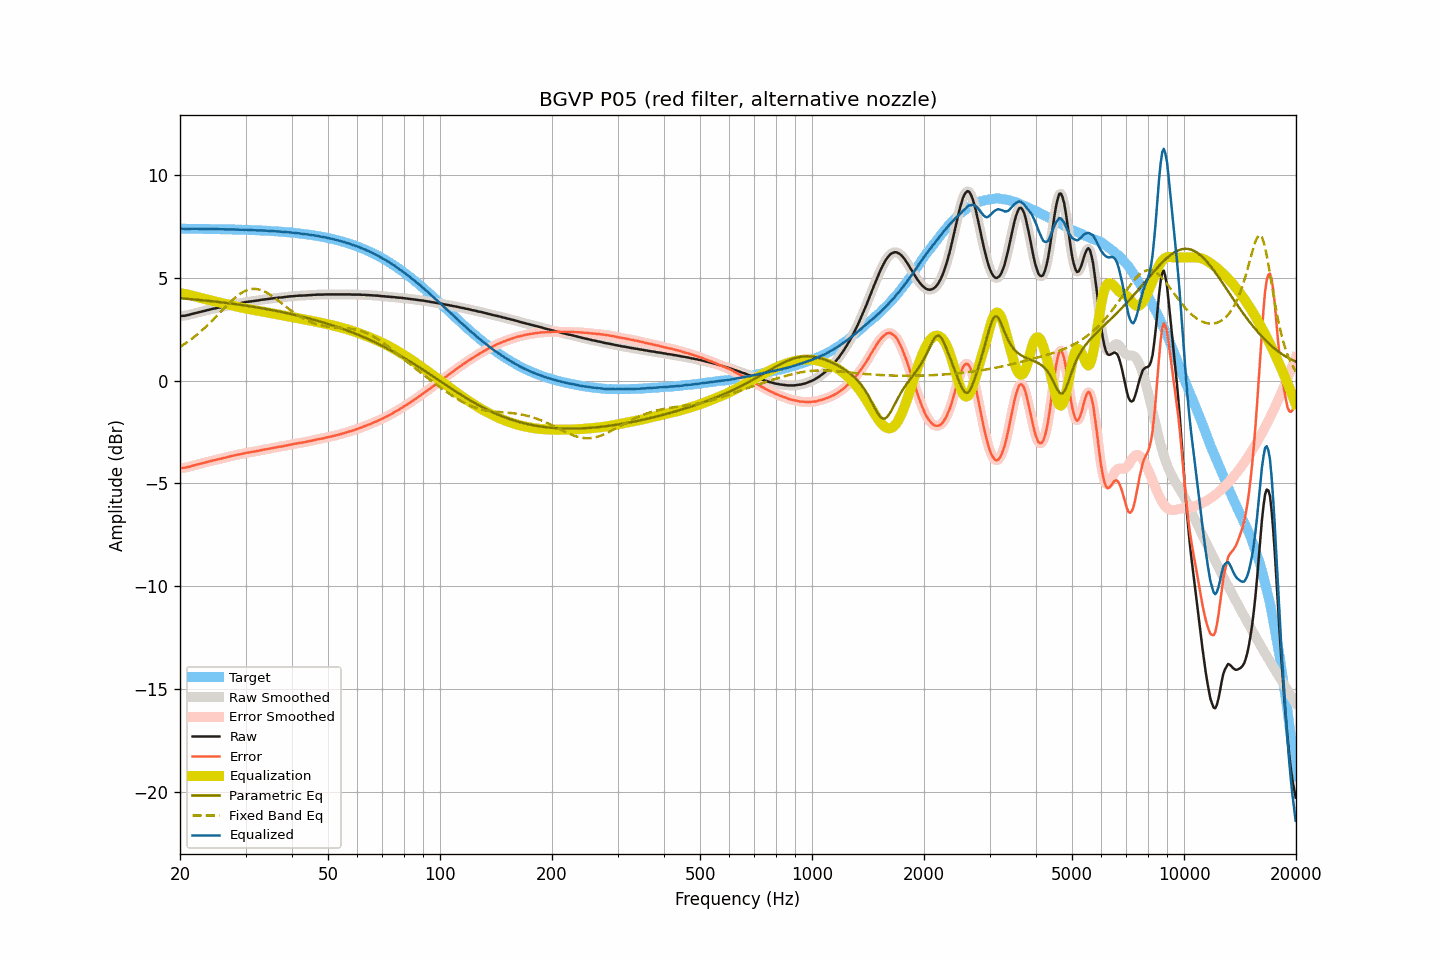 BGVP P05 (red filter, alternative nozzle)
10
5
0
−5
−10
−15
−20
Amplitude (dBr)
Target
Raw Smoothed
Error Smoothed
Raw
Error
Equalization
Parametric Eq
Fixed Band Eq
Equalized
20 50 100 200 500 1000 2000 5000 10000 20000
Frequency (Hz)